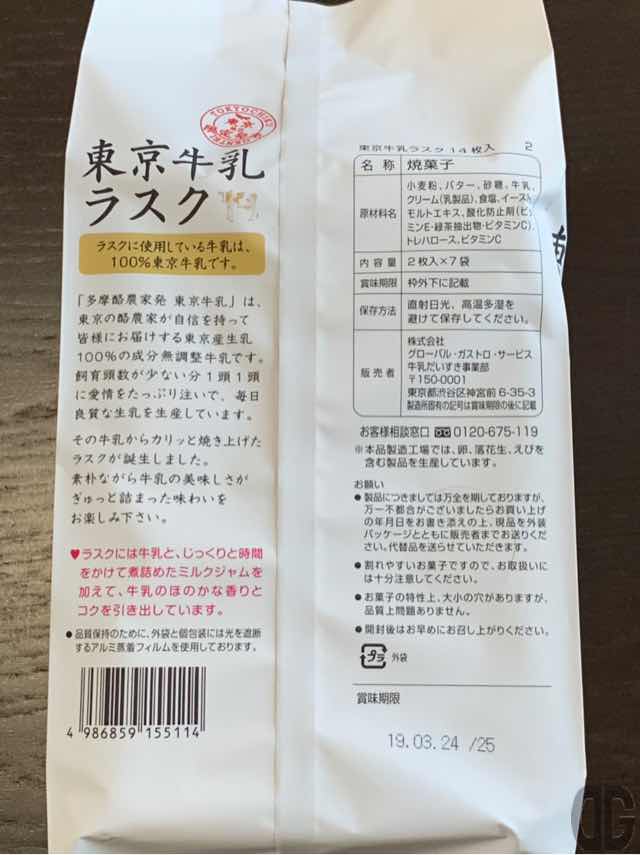 TOKYOCHIKU
東京
限定発売
東京牛乳
ラスク
ラスクに使用している牛乳は、
100%東京牛乳です。
「多摩酪農家発 東京牛乳」は、
東京の酪農家が自信を持って
皆様にお届けする東京産生乳
100%の成分無調整牛乳です。
飼育頭数が少ない分1頭1頭
に愛情をたっぷり注いで、毎日
良質な生乳を生産しています。
その牛乳からカリッと焼き上げた
ラスクが誕生しました。
素朴ながら牛乳の美味しさが
ぎゅっと詰まった味わいを
お楽しみ下さい。
♥ラスクには牛乳と、じっくりと時間
をかけて煮詰めたミルクジャムを
加えて、牛乳のほのかな香りと
コクを引き出しています。
●品質保持のために、外袋と個包装には光を遮断
するアルミ蒸着フィルムを使用しております。
4 986859 155114
東京牛乳ラスク14枚入 2
名称 焼菓子
原材料名 小麦粉、バター、砂糖、牛乳、
クリーム(乳製品)、食塩、イースト、
モルトエキス、酸化防止剤(ビタ
ミンE・緑茶抽出物・ビタミンC)、
トレハロース、ビタミンC
内容量 2枚入×7袋
賞味期限 枠外下に記載
保存方法 直射日光、高温多湿を
避けて保存してください。
販売者 株式会社
グローバル・ガストロ・サービス
牛乳だいすき事業部
〒150-0001
東京都渋谷区神宮前6-35-3
製造所固有の記号は賞味期限の後に記載
お客様相談窓口 0120-675-119
※本品製造工場では、卵、落花生、えびを
含む製品を生産しています。
お願い
●製品につきましては万全を期しておりますが、
万一不都合がございましたらお買い上げ
の年月日をお書き添えの上、現品を外装
パッケージとともに販売者までお送りくだ
さい。代替品を送らせていただきます。
●割れやすいお菓子ですので、お取扱いに
は十分注意してください。
●お菓子の特性上、大小の穴がありますが、
品質上問題ありません。
●開封後はお早めにお召し上がりください。
プラ 外袋
賞味期限
19.03.24 /25